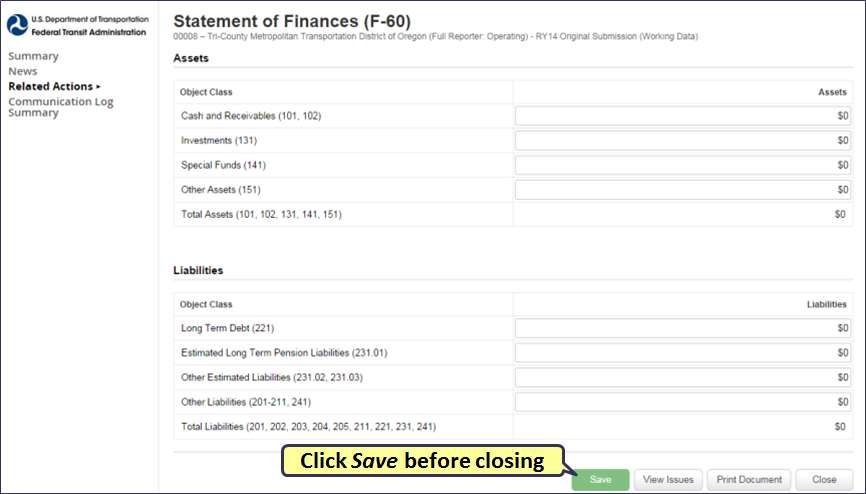 U.S. Department of Transportation
Federal Transit Administration
Summary
News
Related Actions ▸
Communication Log
Summary
Statement of Finances (F-60)
00008 – Tri-County Metropolitan Transportation District of Oregon (Full Reporter: Operating) - RY14 Original Submission (Working Data)
Assets
Object Class Assets
Cash and Receivables (101, 102) $0
Investments (131) $0
Special Funds (141) $0
Other Assets (151) $0
Total Assets (101, 102, 131, 141, 151) $0
Liabilities
Object Class Liabilities
Long Term Debt (221) $0
Estimated Long Term Pension Liabilities (231.01) $0
Other Estimated Liabilities (231.02, 231.03) $0
Other Liabilities (201-211, 241) $0
Total Liabilities (201, 202, 203, 204, 205, 211, 221, 231, 241) $0
Click Save before closing
Save View Issues Print Document Close